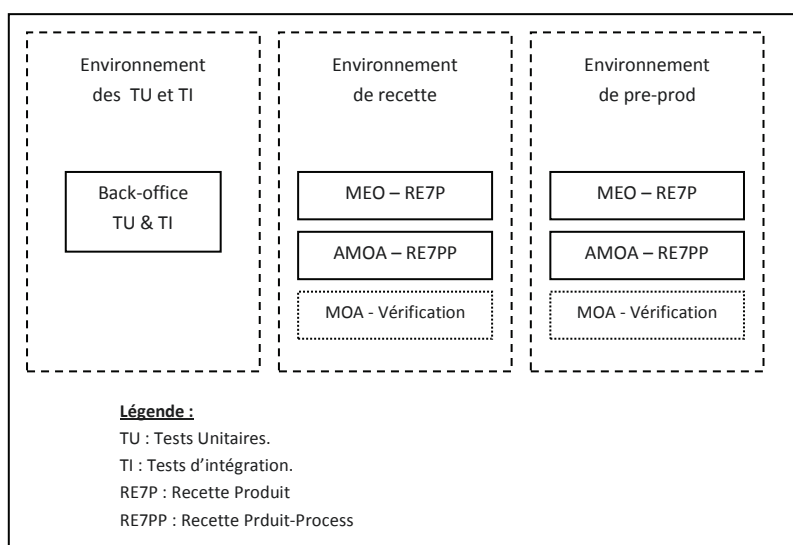 Environnement
des TU et TI
Back-office
TU & TI
Environnement
de recette
MEO – RE7P
AMOA – RE7PP
MOA - Vérification
Environnement
de pre-prod
MEO – RE7P
AMOA – RE7PP
MOA - Vérification
Légende :
TU : Tests Unitaires.
TI : Tests d'intégration.
RE7P : Recette Produit
RE7PP : Recette Prduit-Process